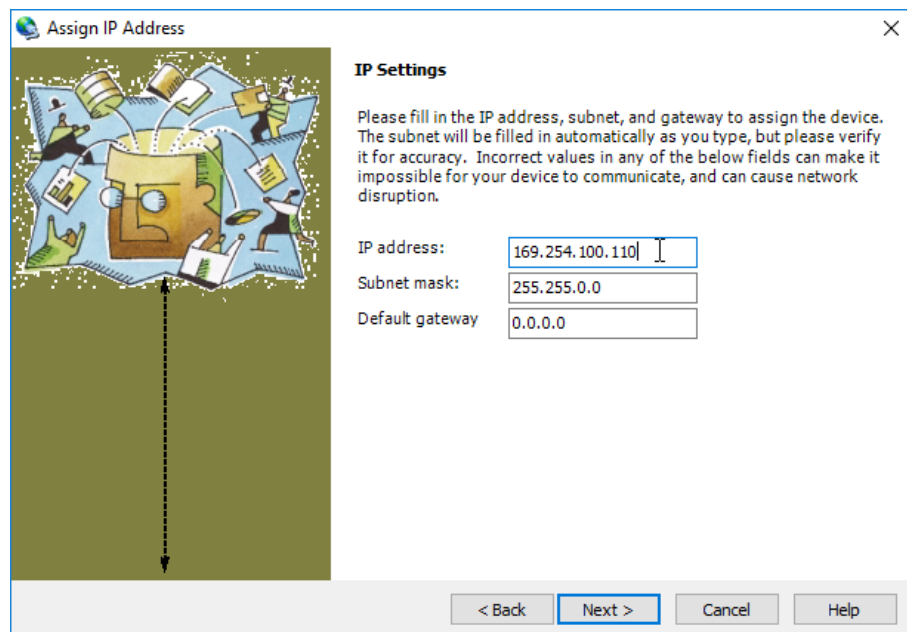 Assign IP Address
IP Settings
Please fill in the IP address, subnet, and gateway to assign the device.
The subnet will be filled in automatically as you type, but please verify
it for accuracy.  Incorrect values in any of the below fields can make it
impossible for your device to communicate, and can cause network
disruption.
IP address: 169.254.100.110
Subnet mask: 255.255.0.0
Default gateway 0.0.0.0
< Back Next > Cancel Help